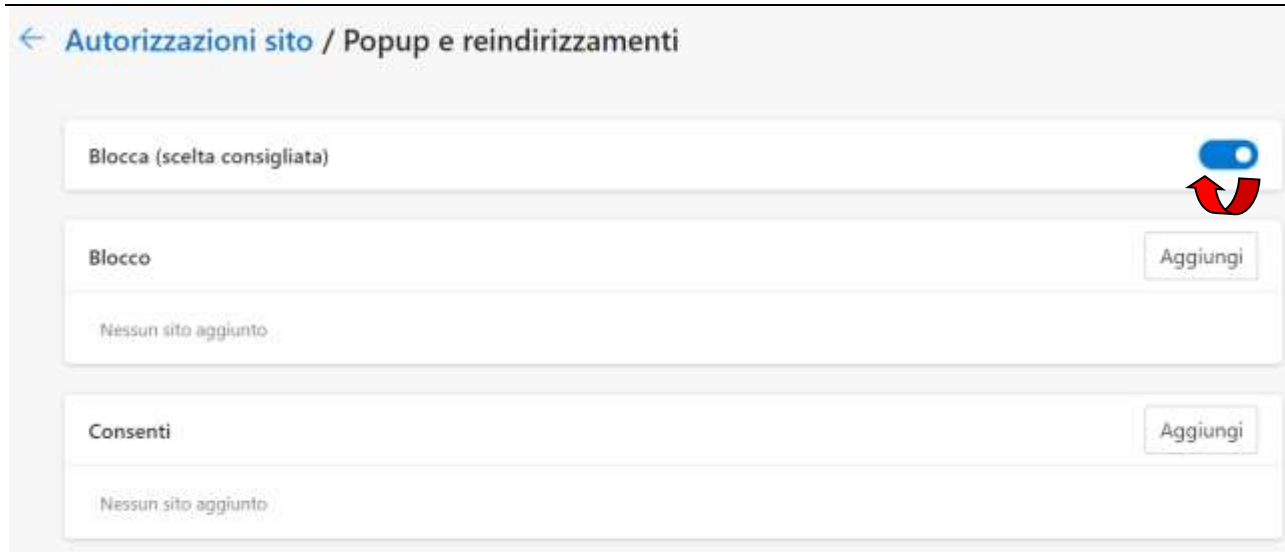 Autorizzazioni sito / Popup e reindirizzamenti
Blocca (scelta consigliata)
Blocco
Aggiungi
Nessun sito aggiunto
Consenti
Aggiungi
Nessun sito aggiunto